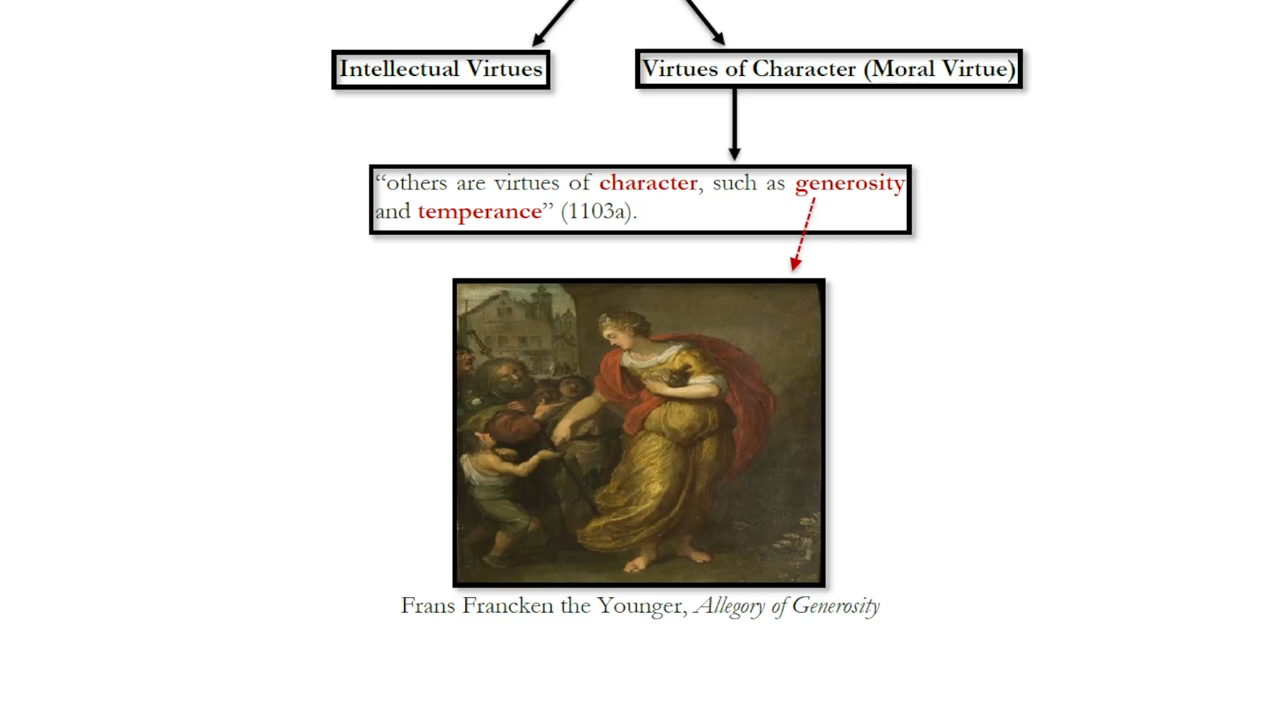 Intellectual Virtues
Virtues of Character (Moral Virtue)
“others are virtues of character, such as generosity
and temperance” (1103a).
Frans Francken the Younger, Allegory of Generosity